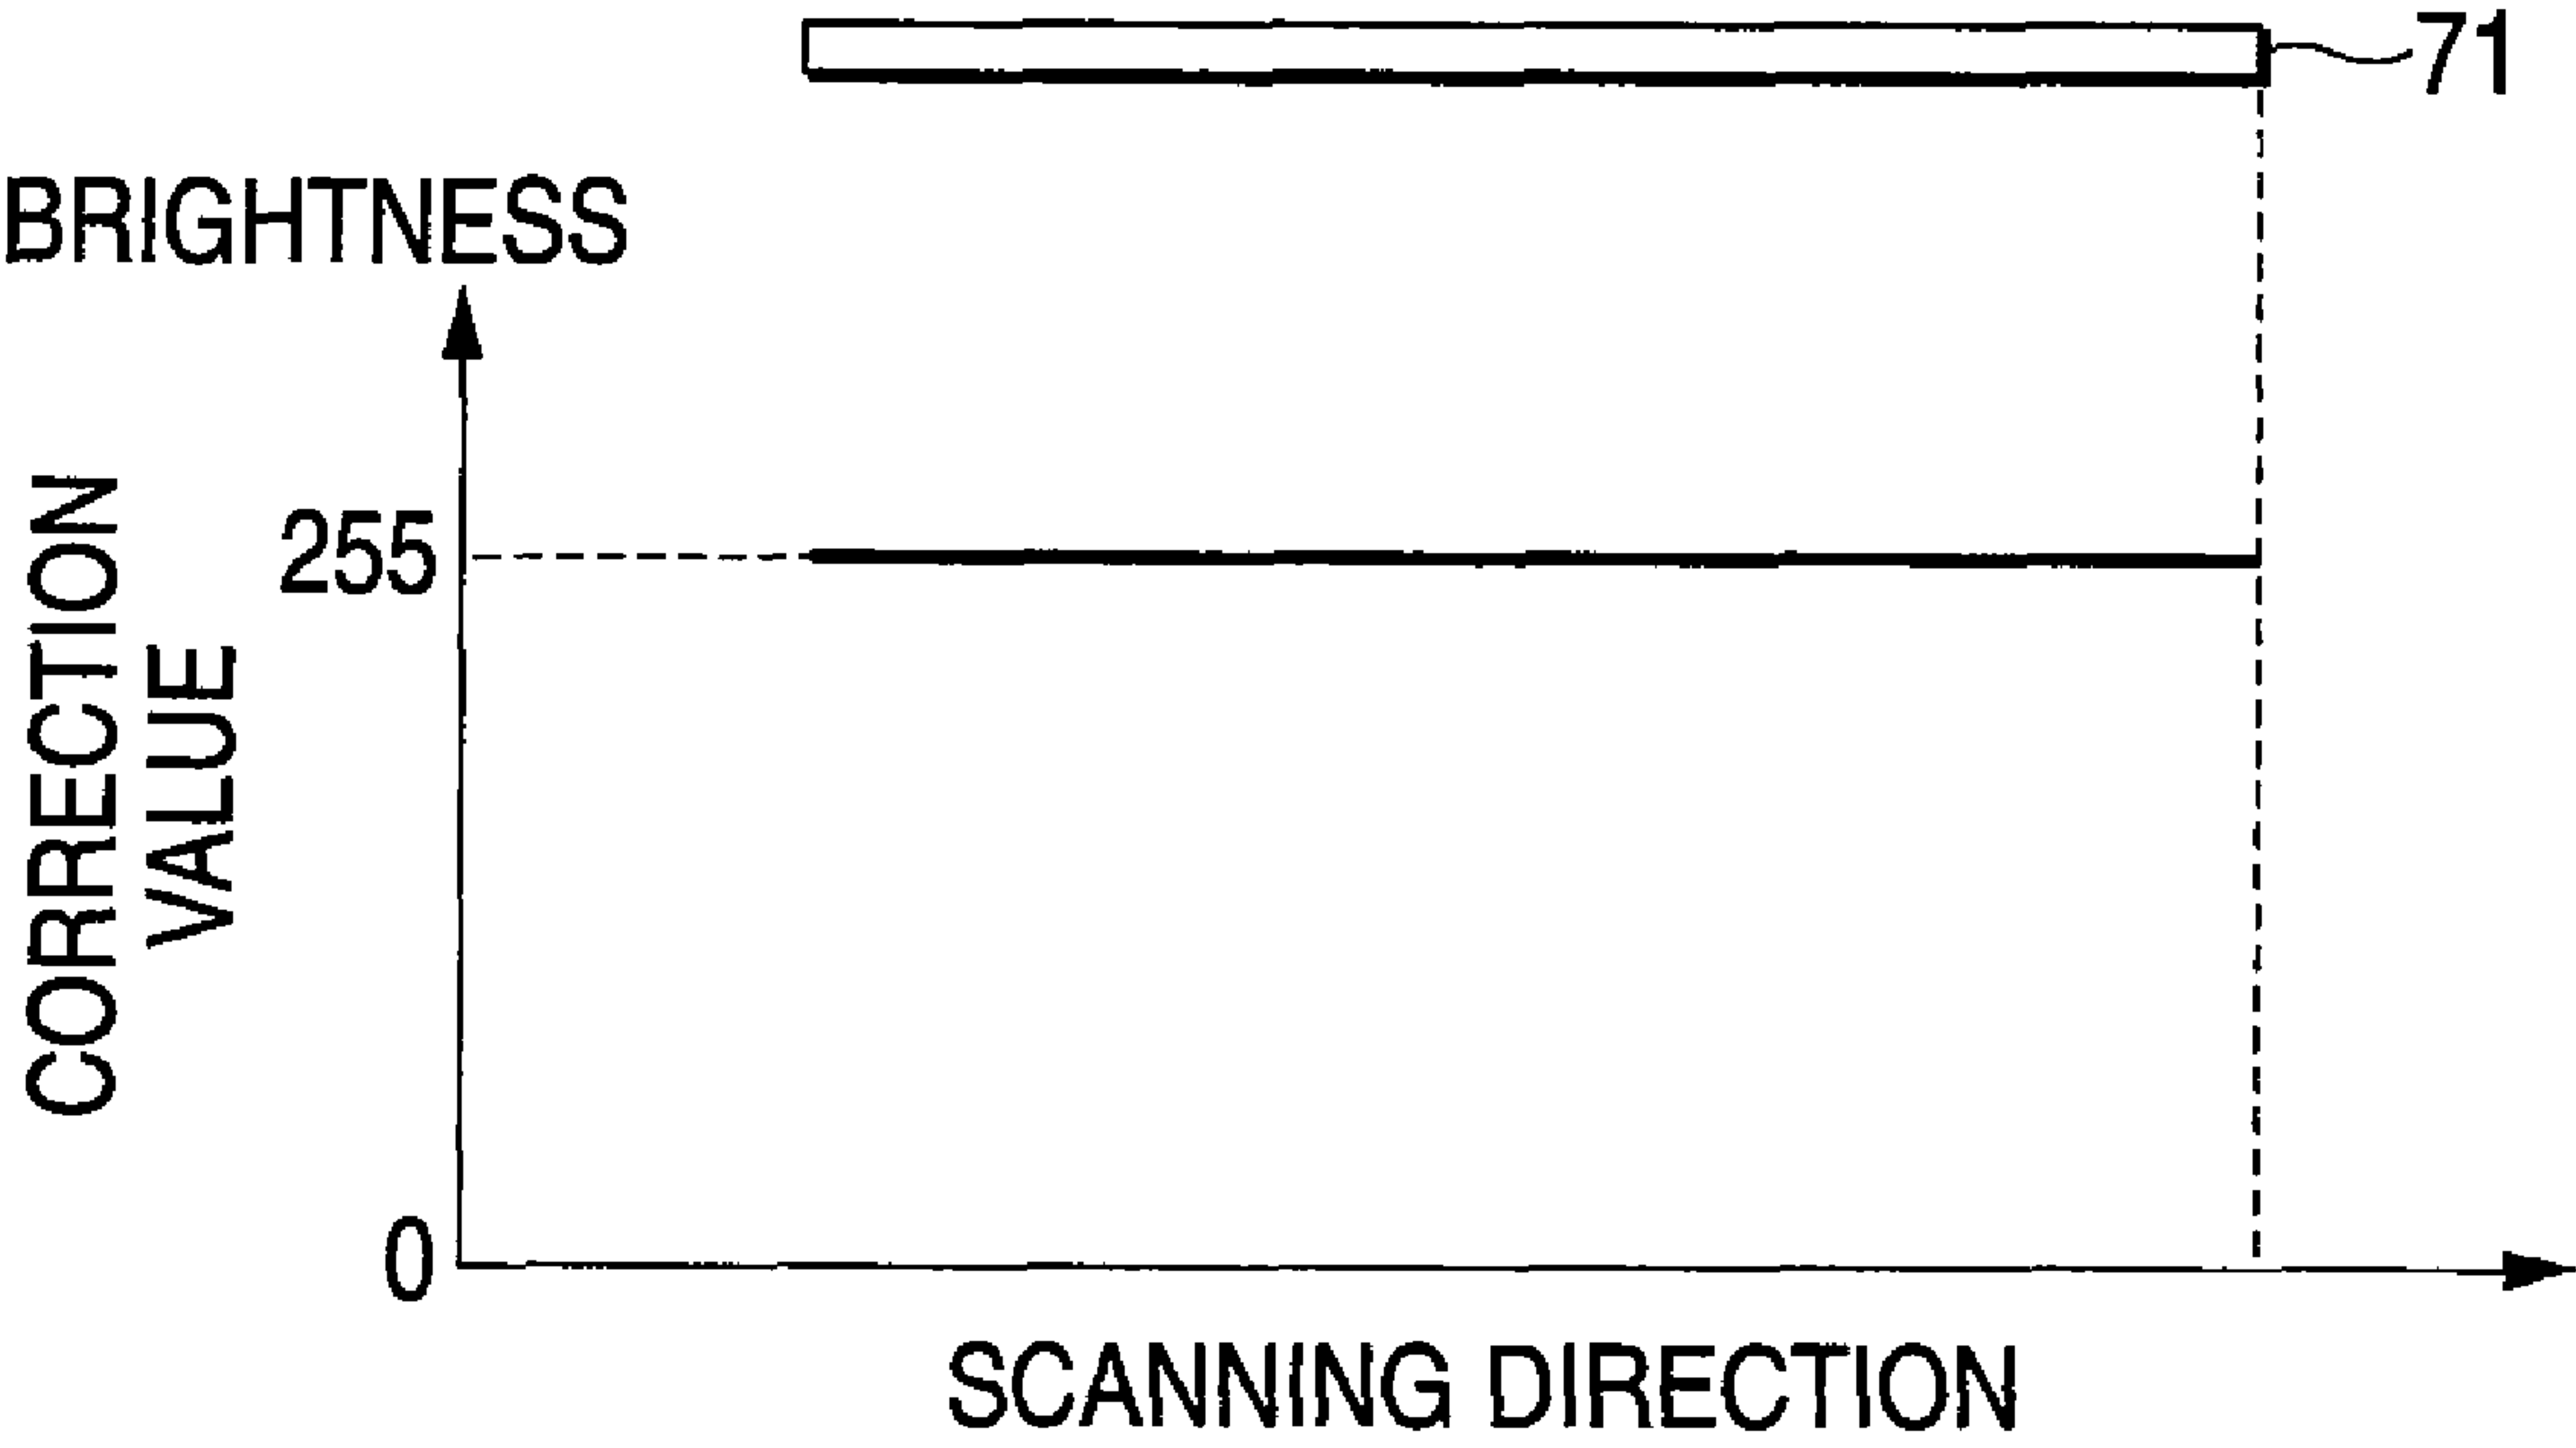 71
BRIGHTNESS
CORRECTION
VALUE
255
0
SCANNING DIRECTION